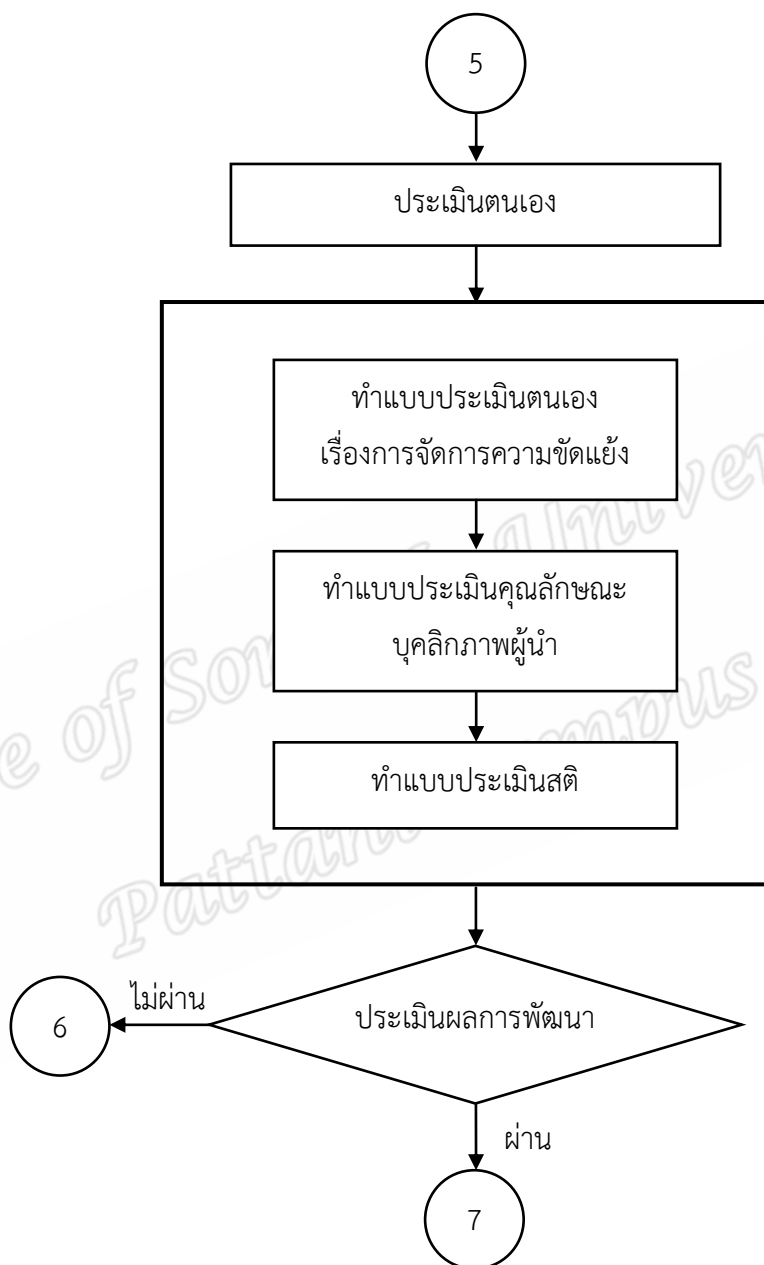 5
ประเมินตนเอง
ทำแบบประเมินตนเอง
เรื่องการจัดการความขัดแย้ง
ทำแบบประเมินคุณลักษณะ
บุคลิกภาพผู้นำ
ทำแบบประเมินสติ
ประเมินผลการพัฒนา
ไม่ผ่าน
6
ผ่าน
7
of Son
Pattani Campus